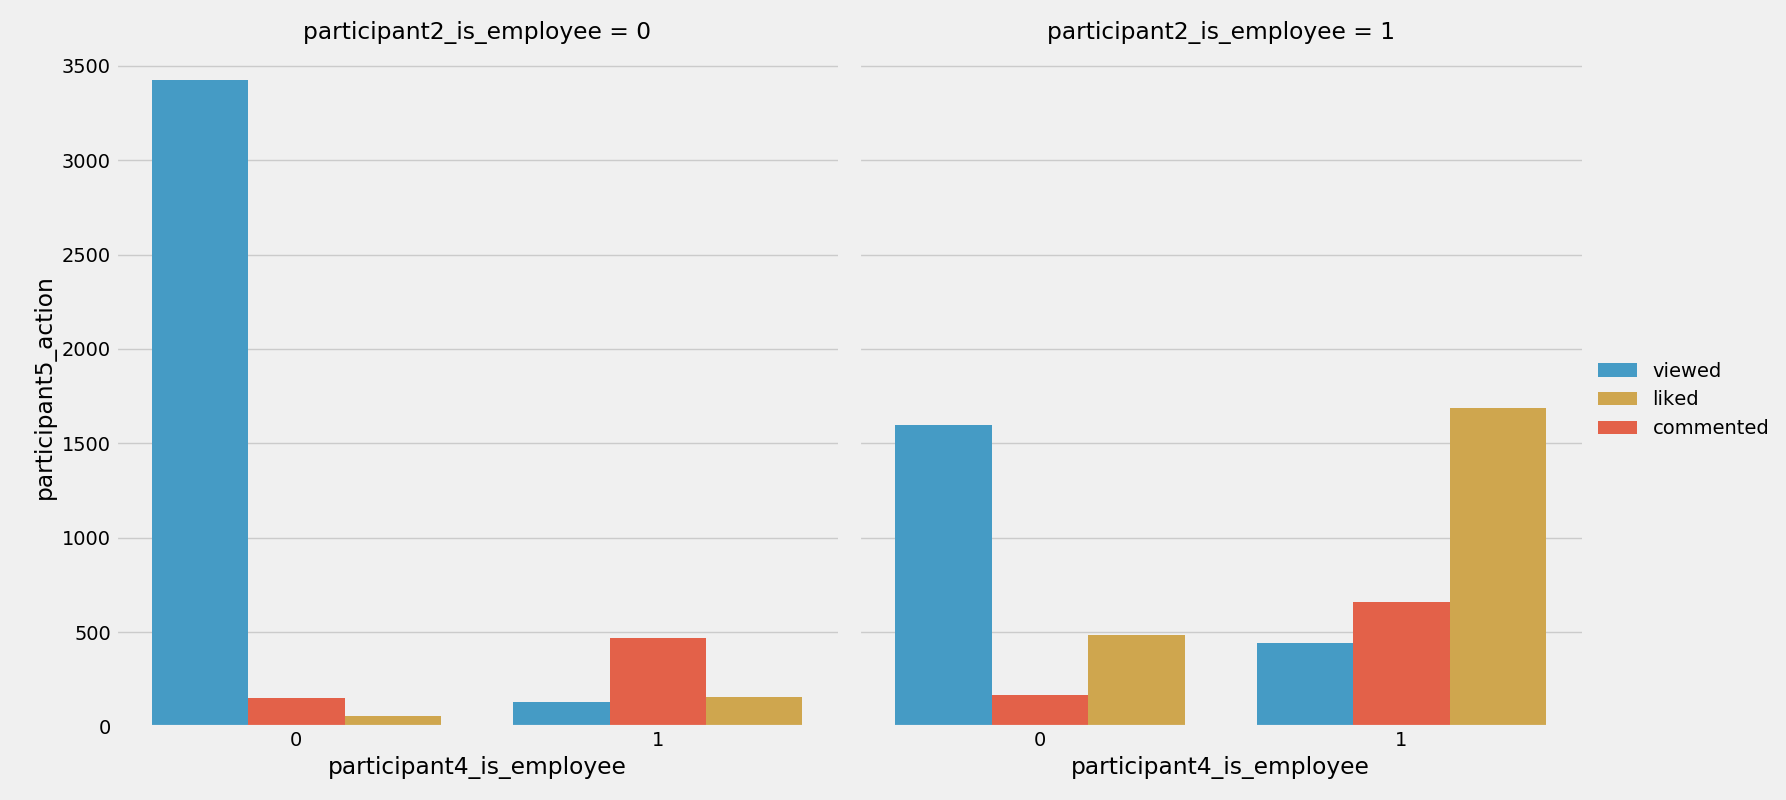 participant2_is_employee = 0
participant2_is_employee = 1
participant5_action
3500
3000
2500
2000
1500
1000
500
0
0
1
participant4_is_employee
0
1
participant4_is_employee
viewed
liked
commented